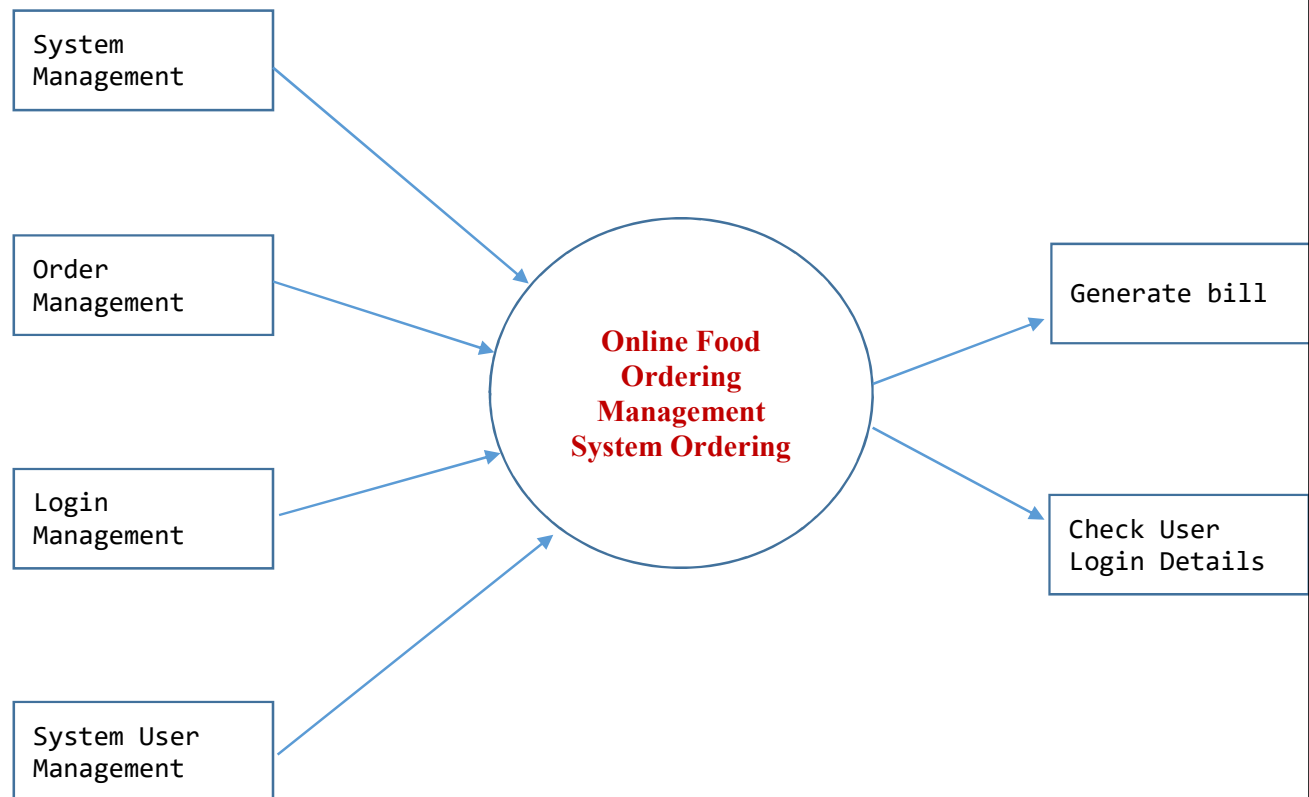 System
Management
Order
Management
Login
Management
System User
Management
Online Food
Ordering
Management
System Ordering
Generate bill
Check User
Login Details